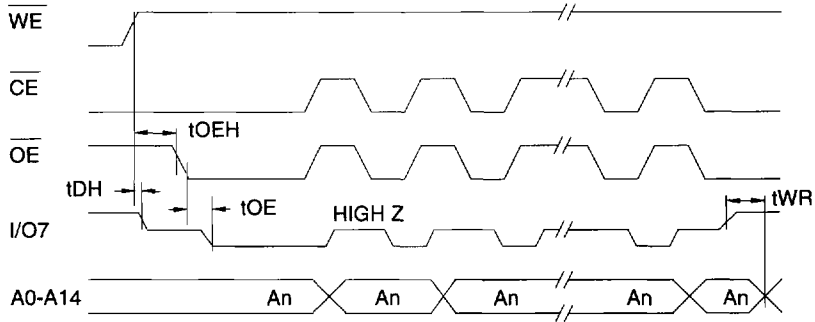 WE
CE
tOEH
OE
tDH
tOE
HIGH Z
tWR
I/O7
A0-A14 An An An An An